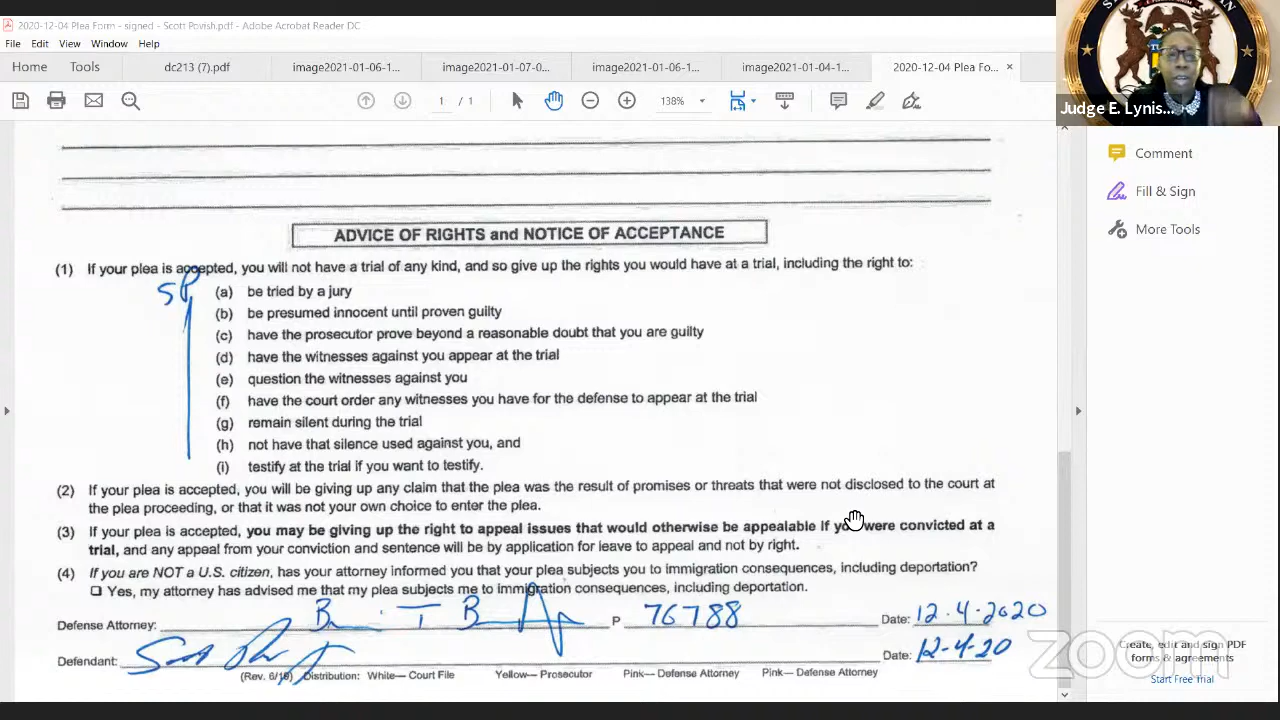 2020-12-04 Plea Form - signed - Scott Povish.pdf - Adobe Acrobat Reader DC
File Edit View Window Help
Home Tools dc213 (7).pdf image2021-01-06-1... image2021-01-07-0... image2021-01-06-1... image2021-01-04-1... 2020-12-04 Plea Fo... ×
1 / 1 138%
Judge E. Lynis...
Comment
Fill & Sign
More Tools
ADVICE OF RIGHTS and NOTICE OF ACCEPTANCE
(1) If your plea is accepted, you will not have a trial of any kind, and so give up the rights you would have at a trial, including the right to:
SP
(a) be tried by a jury
(b) be presumed innocent until proven guilty
(c) have the prosecutor prove beyond a reasonable doubt that you are guilty
(d) have the witnesses against you appear at the trial
(e) question the witnesses against you
(f) have the court order any witnesses you have for the defense to appear at the trial
(g) remain silent during the trial
(h) not have that silence used against you, and
(i) testify at the trial if you want to testify.
(2) If your plea is accepted, you will be giving up any claim that the plea was the result of promises or threats that were not disclosed to the court at
the plea proceeding, or that it was not your own choice to enter the plea.
(3) If your plea is accepted, you may be giving up the right to appeal issues that would otherwise be appealable if you were convicted at a
trial, and any appeal from your conviction and sentence will be by application for leave to appeal and not by right.
(4) If you are NOT a U.S. citizen, has your attorney informed you that your plea subjects you to immigration consequences, including deportation?
Yes, my attorney has advised me that my plea subjects me to immigration consequences, including deportation.
Defense Attorney: P 76788 Date: 12.4.2020
Defendant: Date: 12-4-20
(Rev. 6/18) Distribution: White— Court File Yellow— Prosecutor Pink— Defense Attorney Pink— Defense Attorney
zoom
Create, edit and sign PDF
forms & agreements
Start Free Trial